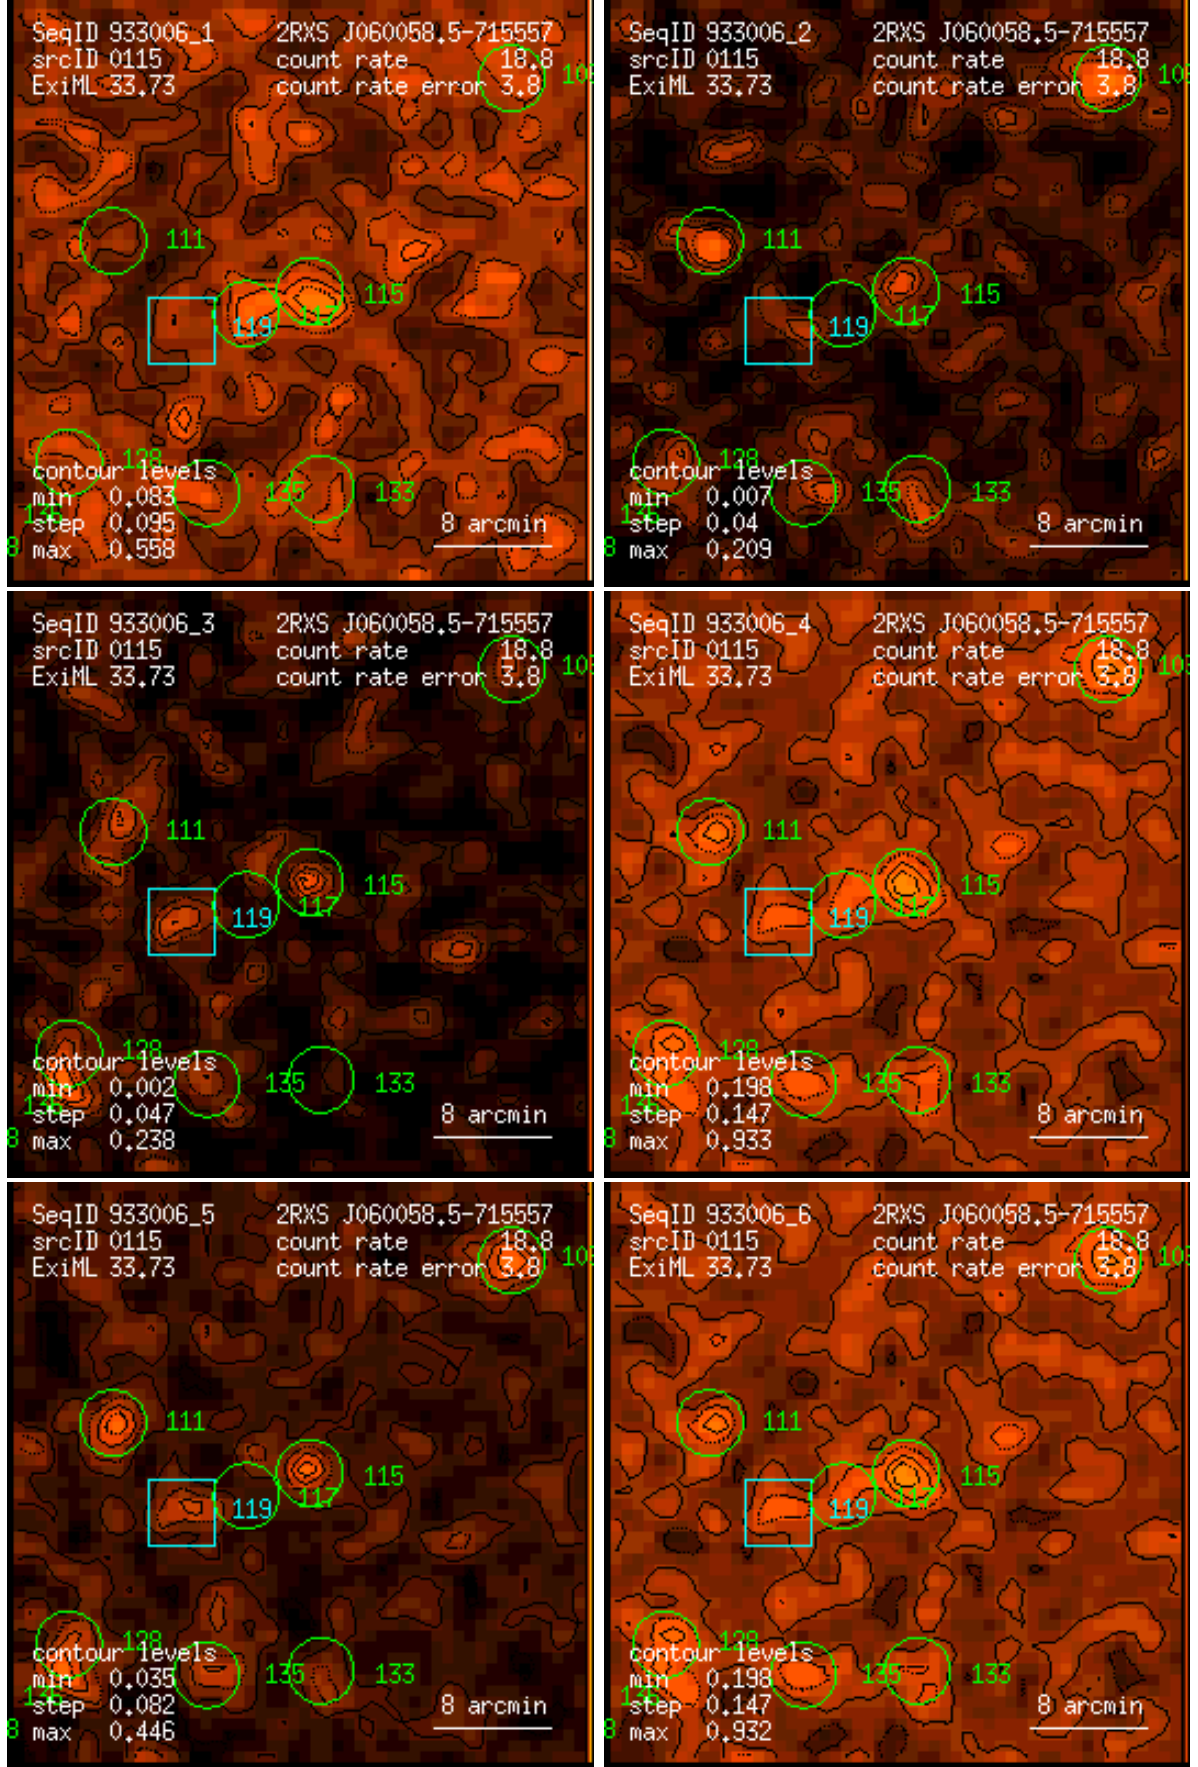 SeqID 933006_1 2RXS J060058.5-715557
srcID 0115 count rate 18.8
ExiML 33.73 count rate error 3.8
111
115
119 117
128
contour levels
min 0.083 135 133
step 0.095 8 arcmin
8 max 0.558
SeqID 933006_2 2RXS J060058.5-715557
srcID 0115 count rate 18.8
ExiML 33.73 count rate error 3.8
111
115
119 117
128
contour levels
min 0.007 135 133
step 0.04 8 arcmin
8 max 0.209
SeqID 933006_3 2RXS J060058.5-715557
srcID 0115 count rate 18.8
ExiML 33.73 count rate error 3.8
111
115
119 117
128
contour levels
min 0.002 135 133
step 0.047 8 arcmin
8 max 0.238
SeqID 933006_4 2RXS J060058.5-715557
srcID 0115 count rate 18.8
ExiML 33.73 count rate error 3.8
111
115
119 117
128
contour levels
min 0.198 135 133
step 0.147 8 arcmin
8 max 0.933
SeqID 933006_5 2RXS J060058.5-715557
srcID 0115 count rate 18.8
ExiML 33.73 count rate error 3.8
111
115
119 117
128
contour levels
min 0.035 135 133
step 0.082 8 arcmin
8 max 0.446
SeqID 933006_6 2RXS J060058.5-715557
srcID 0115 count rate 18.8
ExiML 33.73 count rate error 3.8
111
115
119 117
128
contour levels
min 0.198 135 133
step 0.147 8 arcmin
8 max 0.932